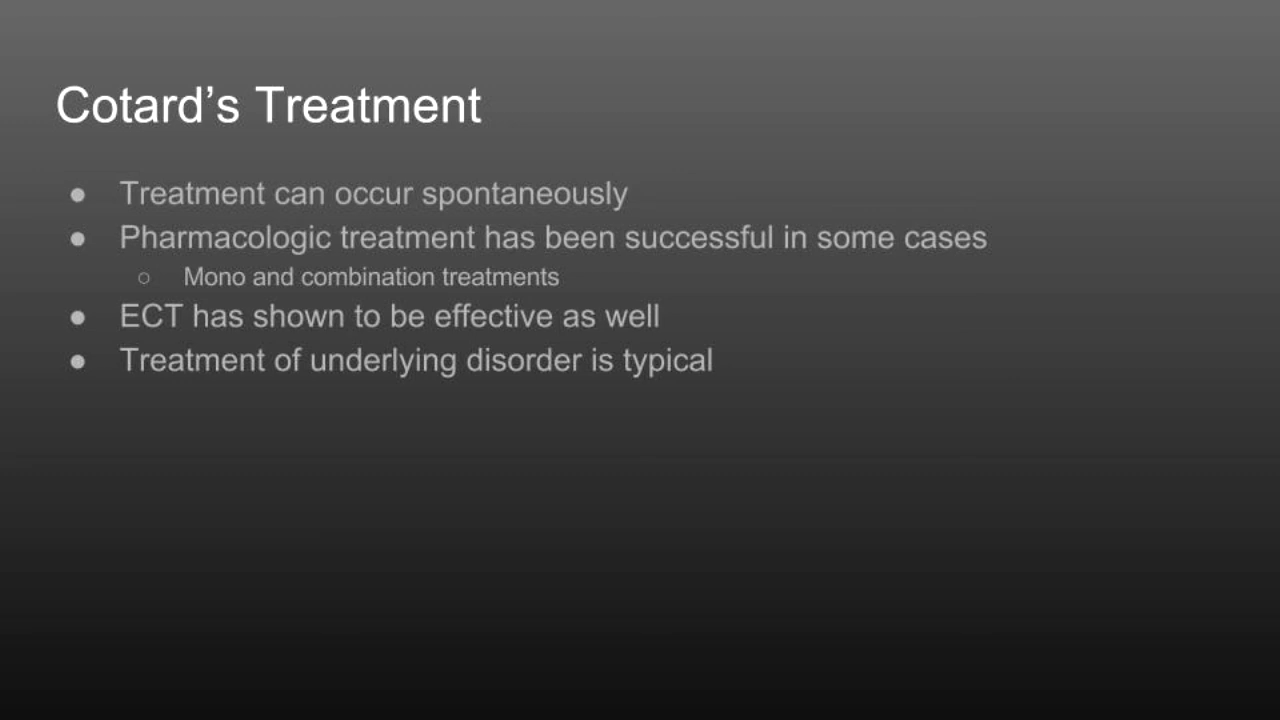 Cotard’s Treatment
● Treatment can occur spontaneously
● Pharmacologic treatment has been successful in some cases
○ Mono and combination treatments
● ECT has shown to be effective as well
● Treatment of underlying disorder is typical